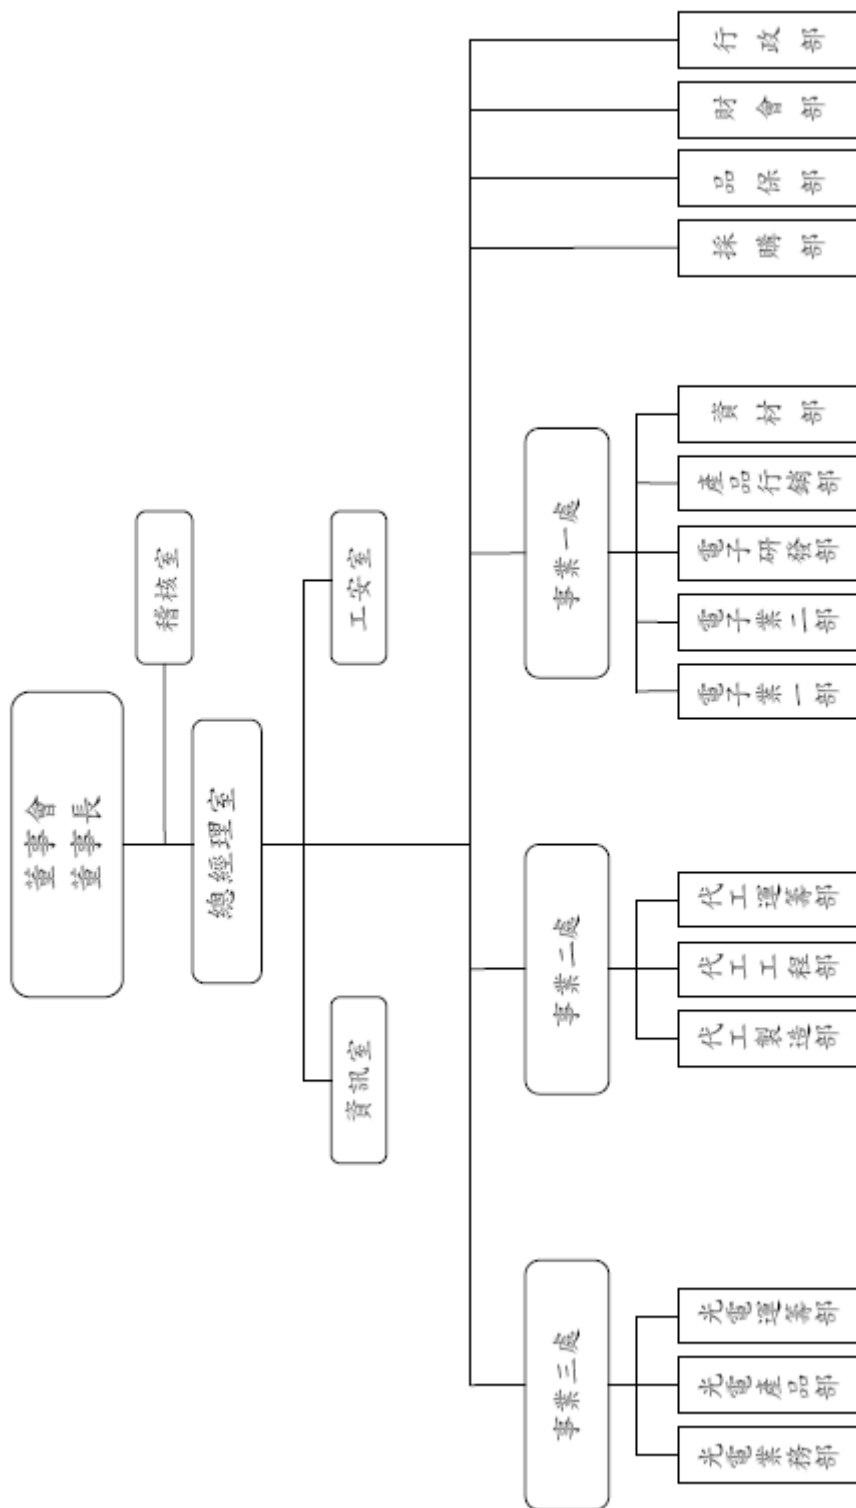 董事會
董事長
稽核室
總經理室
資訊室
工安室
事業三處
事業二處
事業一處
光電業務部
光電產品部
光電運籌部
代工製造部
代工工程部
代工運籌部
電子業一部
電子業二部
電子研發部
產品行銷部
資材部
採購部
品保部
財會部
行政部